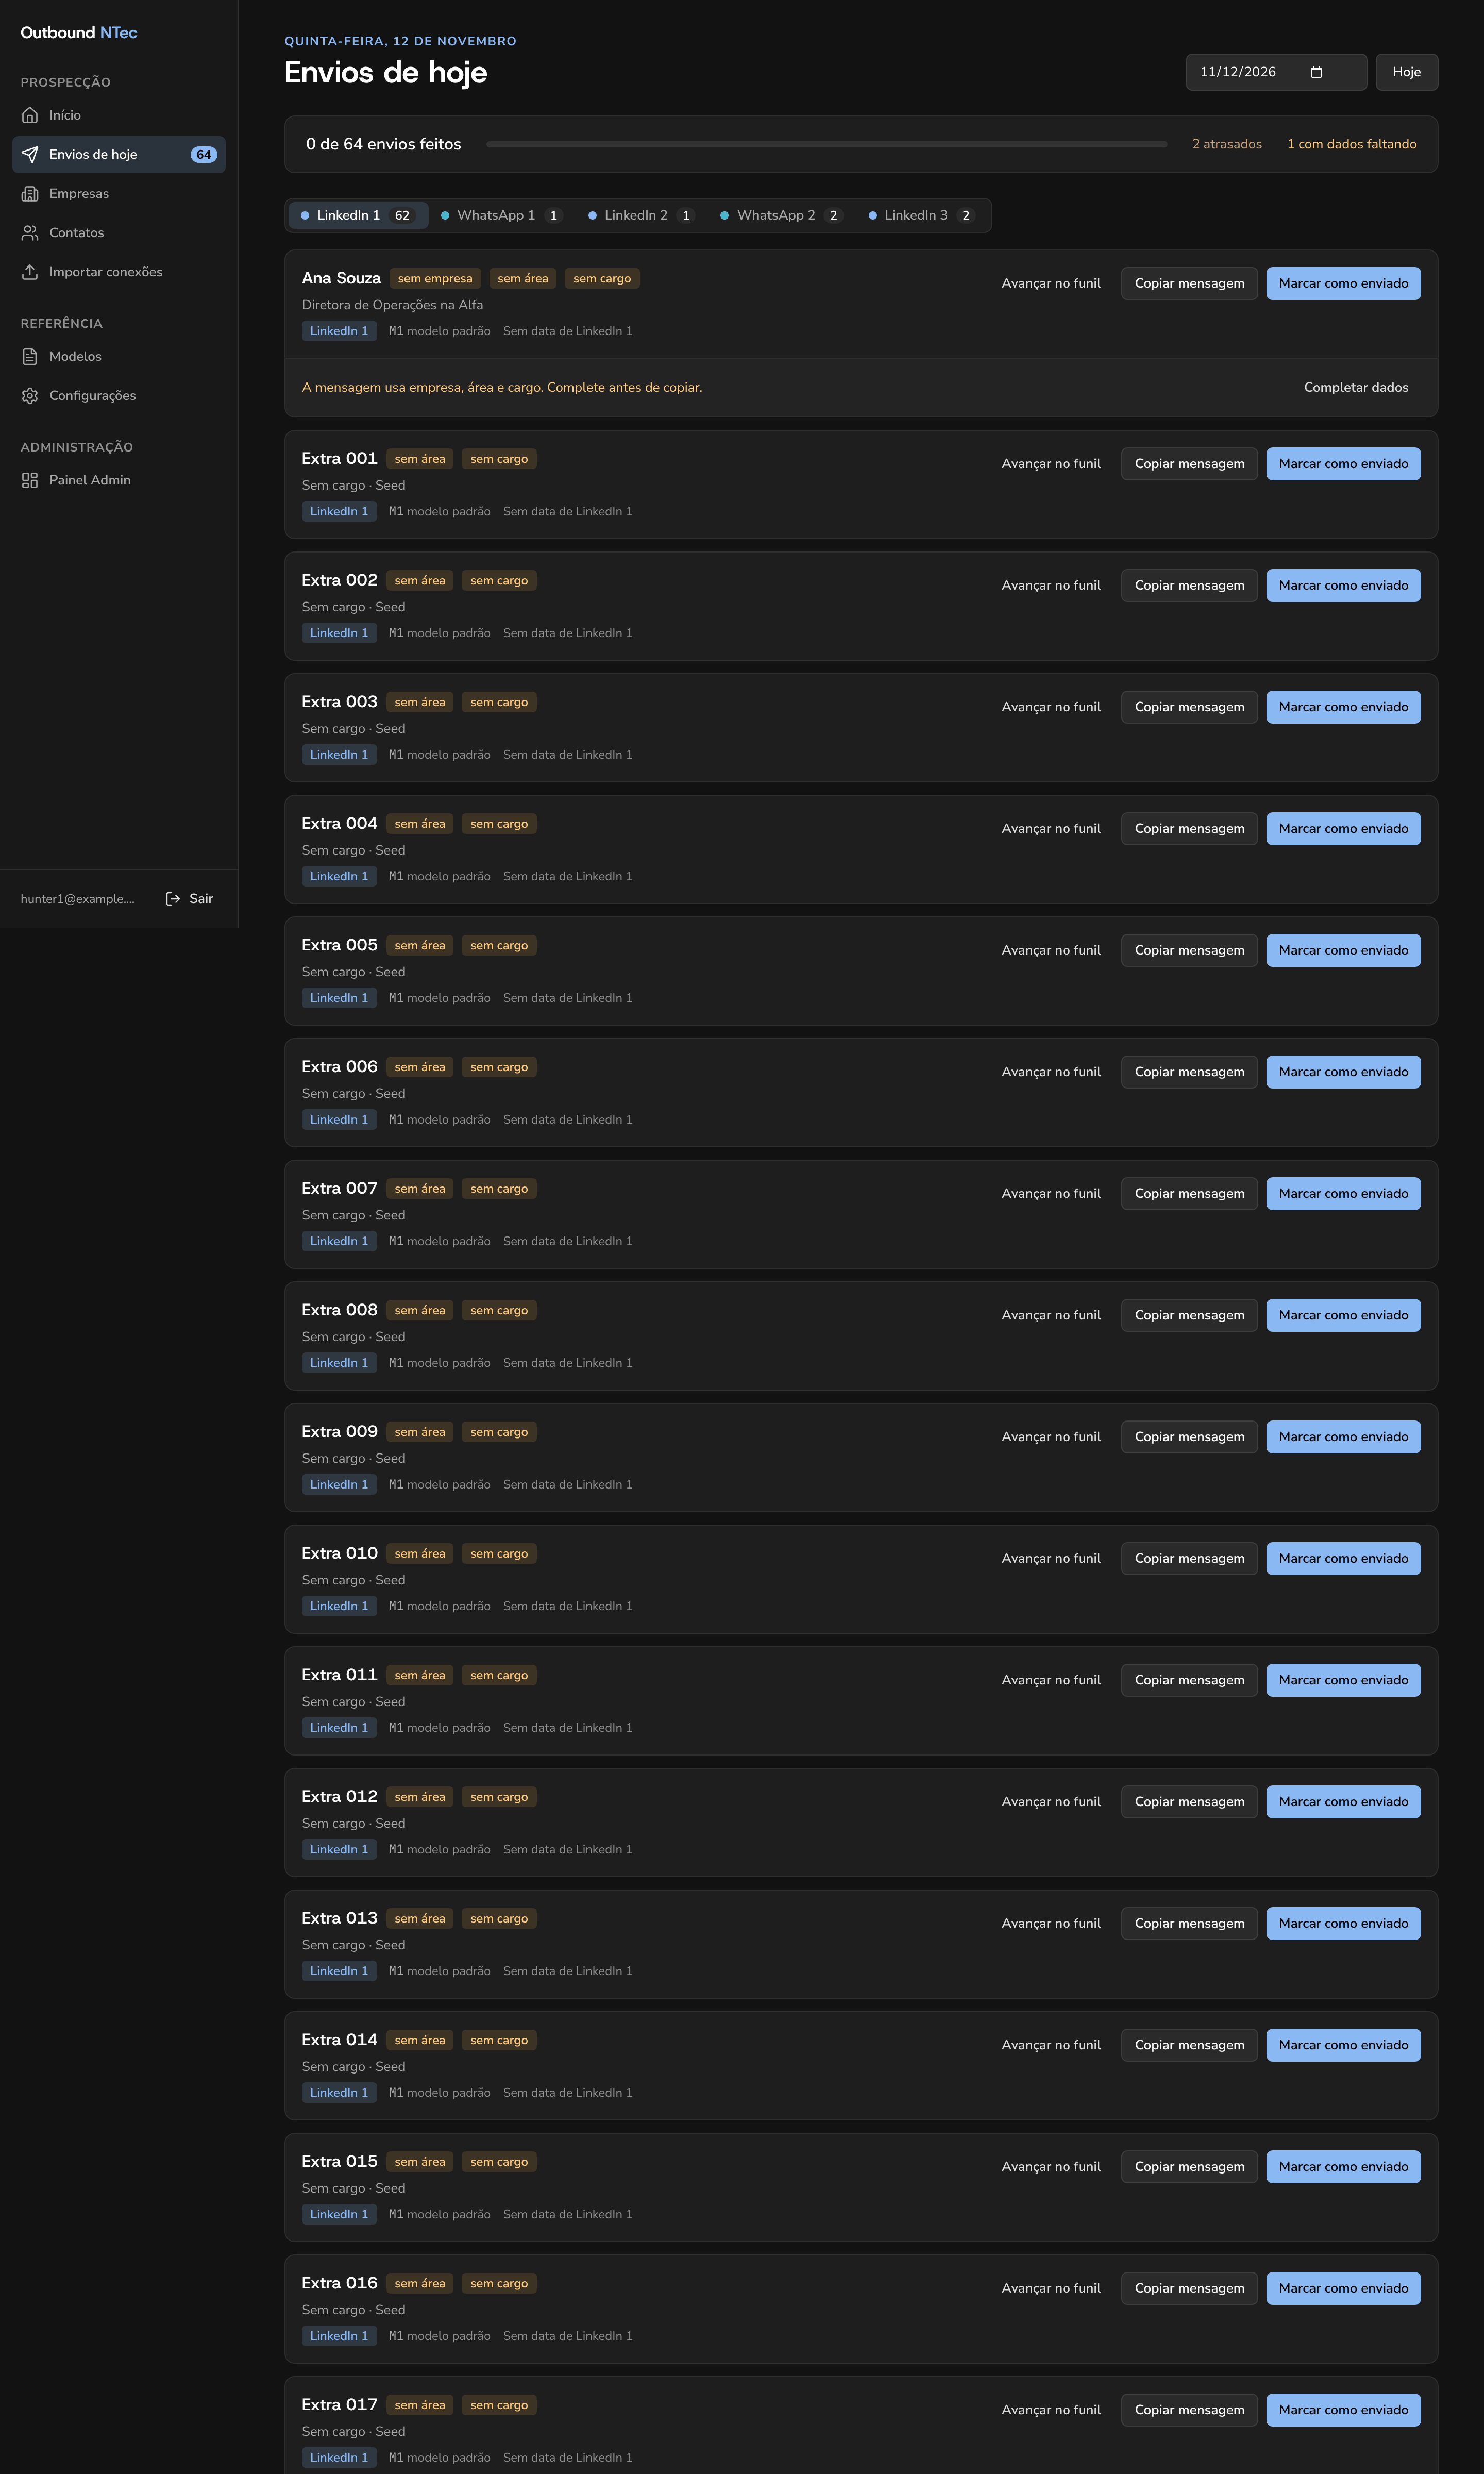 Outbound NTec
PROSPECÇÃO
Início
Envios de hoje 64
Empresas
Contatos
Importar conexões
REFERÊNCIA
Modelos
Configurações
ADMINISTRAÇÃO
Painel Admin
hunter1@example.... Sair
QUINTA-FEIRA, 12 DE NOVEMBRO
Envios de hoje
11/12/2026 Hoje
0 de 64 envios feitos 2 atrasados 1 com dados faltando
LinkedIn 1 62 WhatsApp 1 1 LinkedIn 2 1 WhatsApp 2 2 LinkedIn 3 2
Ana Souza sem empresa sem área sem cargo Avançar no funil Copiar mensagem Marcar como enviado
Diretora de Operações na Alfa
LinkedIn 1 M1 modelo padrão Sem data de LinkedIn 1
A mensagem usa empresa, área e cargo. Complete antes de copiar. Completar dados
Extra 001 sem área sem cargo Avançar no funil Copiar mensagem Marcar como enviado
Sem cargo · Seed
LinkedIn 1 M1 modelo padrão Sem data de LinkedIn 1
Extra 002 sem área sem cargo Avançar no funil Copiar mensagem Marcar como enviado
Sem cargo · Seed
LinkedIn 1 M1 modelo padrão Sem data de LinkedIn 1
Extra 003 sem área sem cargo Avançar no funil Copiar mensagem Marcar como enviado
Sem cargo · Seed
LinkedIn 1 M1 modelo padrão Sem data de LinkedIn 1
Extra 004 sem área sem cargo Avançar no funil Copiar mensagem Marcar como enviado
Sem cargo · Seed
LinkedIn 1 M1 modelo padrão Sem data de LinkedIn 1
Extra 005 sem área sem cargo Avançar no funil Copiar mensagem Marcar como enviado
Sem cargo · Seed
LinkedIn 1 M1 modelo padrão Sem data de LinkedIn 1
Extra 006 sem área sem cargo Avançar no funil Copiar mensagem Marcar como enviado
Sem cargo · Seed
LinkedIn 1 M1 modelo padrão Sem data de LinkedIn 1
Extra 007 sem área sem cargo Avançar no funil Copiar mensagem Marcar como enviado
Sem cargo · Seed
LinkedIn 1 M1 modelo padrão Sem data de LinkedIn 1
Extra 008 sem área sem cargo Avançar no funil Copiar mensagem Marcar como enviado
Sem cargo · Seed
LinkedIn 1 M1 modelo padrão Sem data de LinkedIn 1
Extra 009 sem área sem cargo Avançar no funil Copiar mensagem Marcar como enviado
Sem cargo · Seed
LinkedIn 1 M1 modelo padrão Sem data de LinkedIn 1
Extra 010 sem área sem cargo Avançar no funil Copiar mensagem Marcar como enviado
Sem cargo · Seed
LinkedIn 1 M1 modelo padrão Sem data de LinkedIn 1
Extra 011 sem área sem cargo Avançar no funil Copiar mensagem Marcar como enviado
Sem cargo · Seed
LinkedIn 1 M1 modelo padrão Sem data de LinkedIn 1
Extra 012 sem área sem cargo Avançar no funil Copiar mensagem Marcar como enviado
Sem cargo · Seed
LinkedIn 1 M1 modelo padrão Sem data de LinkedIn 1
Extra 013 sem área sem cargo Avançar no funil Copiar mensagem Marcar como enviado
Sem cargo · Seed
LinkedIn 1 M1 modelo padrão Sem data de LinkedIn 1
Extra 014 sem área sem cargo Avançar no funil Copiar mensagem Marcar como enviado
Sem cargo · Seed
LinkedIn 1 M1 modelo padrão Sem data de LinkedIn 1
Extra 015 sem área sem cargo Avançar no funil Copiar mensagem Marcar como enviado
Sem cargo · Seed
LinkedIn 1 M1 modelo padrão Sem data de LinkedIn 1
Extra 016 sem área sem cargo Avançar no funil Copiar mensagem Marcar como enviado
Sem cargo · Seed
LinkedIn 1 M1 modelo padrão Sem data de LinkedIn 1
Extra 017 sem área sem cargo Avançar no funil Copiar mensagem Marcar como enviado
Sem cargo · Seed
LinkedIn 1 M1 modelo padrão Sem data de LinkedIn 1